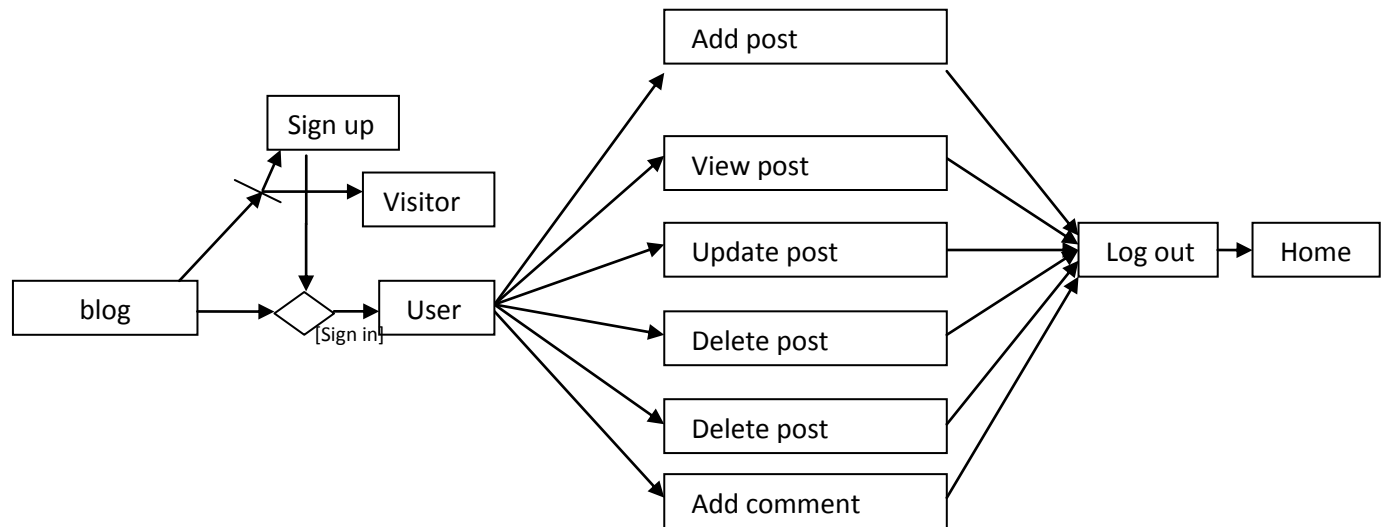 Add post
Sign up
View post
Visitor
Update post
Log out
Home
blog
User
[Sign in]
Delete post
Delete post
Add comment